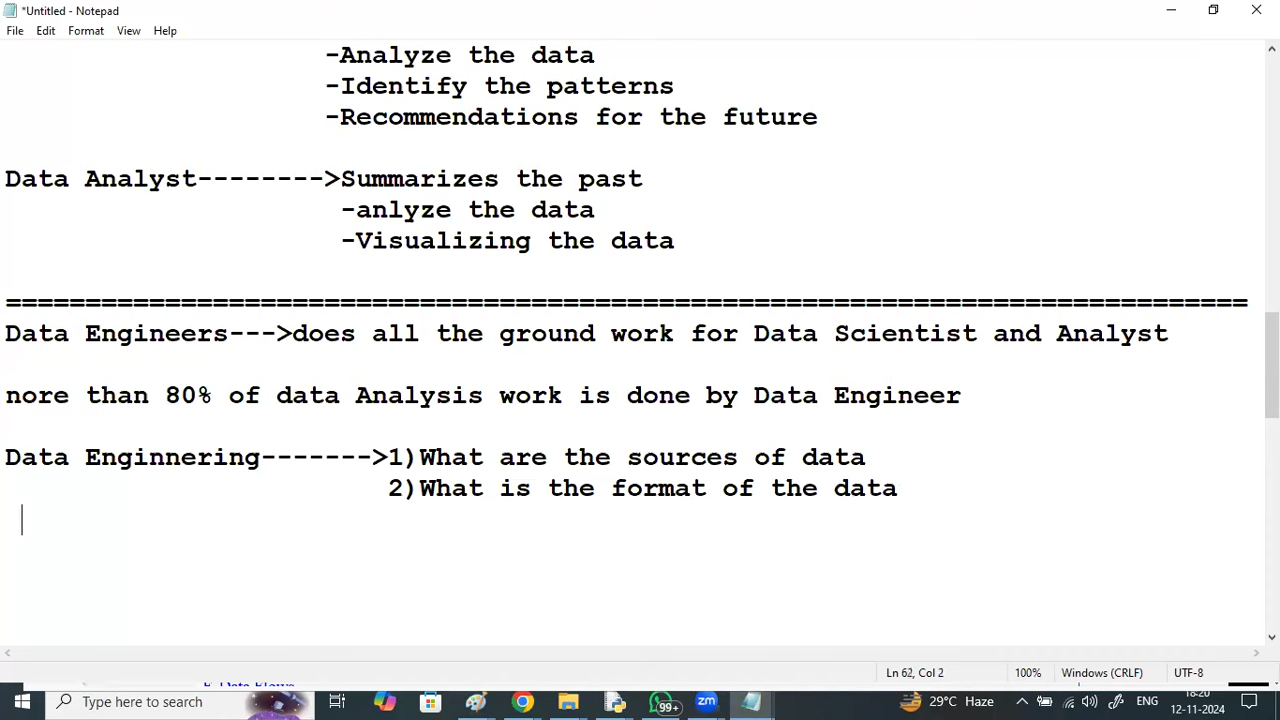 *Untitled - Notepad
File Edit Format View Help
-Analyze the data
-Identify the patterns
-Recommendations for the future
Data Analyst-------->Summarizes the past
-anlyze the data
-Visualizing the data
==============================================================================
Data Engineers--->does all the ground work for Data Scientist and Analyst
nore than 80% of data Analysis work is done by Data Engineer
Data Enginnering------->1)What are the sources of data
2)What is the format of the data
Ln 62, Col 2 100% Windows (CRLF) UTF-8
Type here to search 99+ zm 29°C Haze ENG 18:20
12-11-2024